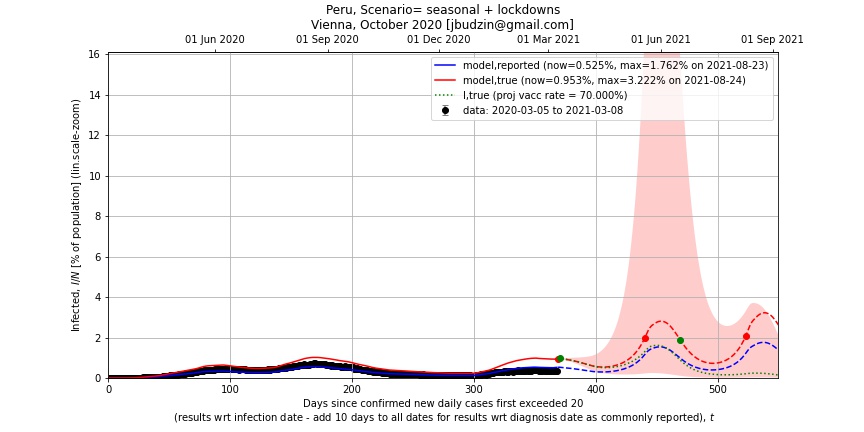 Peru, Scenario= seasonal + lockdowns
Vienna, October 2020 [jbudzin@gmail.com]
01 Jun 2020 01 Sep 2020 01 Dec 2020 01 Mar 2021 01 Jun 2021 01 Sep 2021
model,reported (now=0.525%, max=1.762% on 2021-08-23)
model,true (now=0.953%, max=3.222% on 2021-08-24)
I,true (proj vacc rate = 70.000%)
data: 2020-03-05 to 2021-03-08
Infected, I/N [% of population] (lin.scale-zoom)
16
14
12
10
8
6
4
2
0
0 100 200 300 400 500
Days since confirmed new daily cases first exceeded 20
(results wrt infection date - add 10 days to all dates for results wrt diagnosis date as commonly reported), t